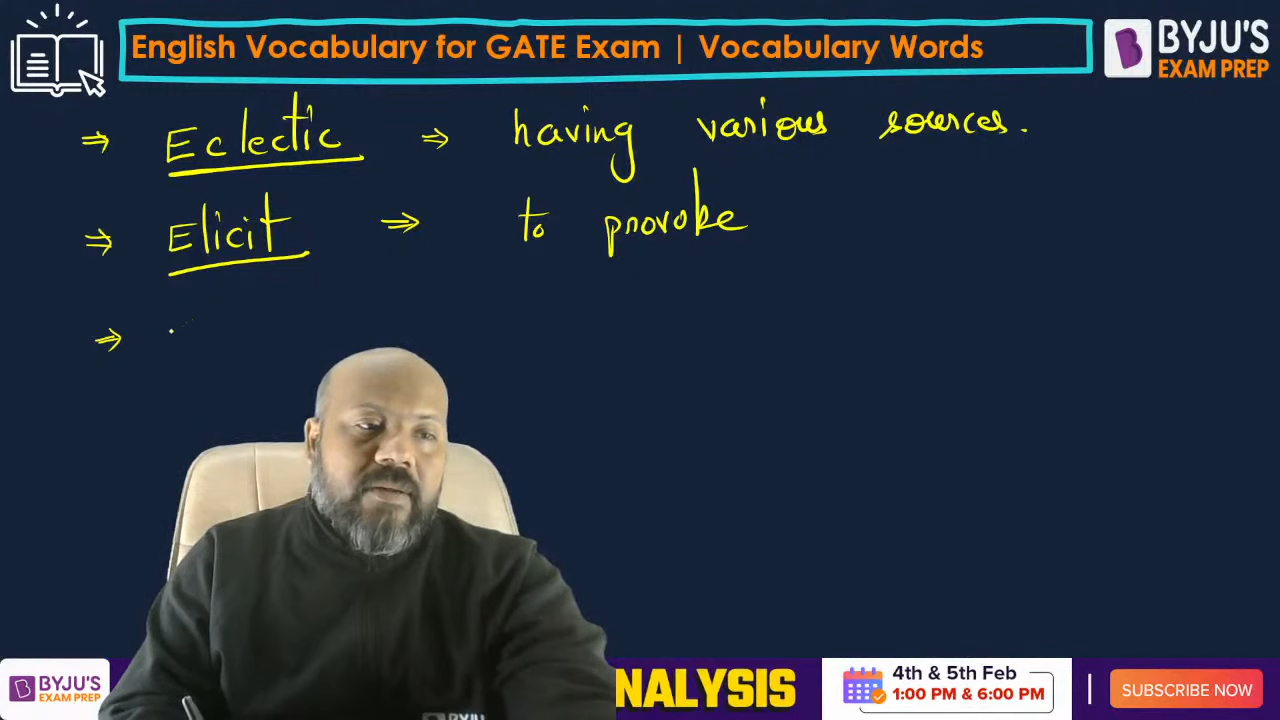 English Vocabulary for GATE Exam | Vocabulary Words
BYJU'S
EXAM PREP
⇒ Eclectic ⇒ having various sources.
⇒ Elicit ⇒ to provoke
⇒
BYJU'S
EXAM PREP
NALYSIS
4th & 5th Feb
1:00 PM & 6:00 PM
SUBSCRIBE NOW
BYJU